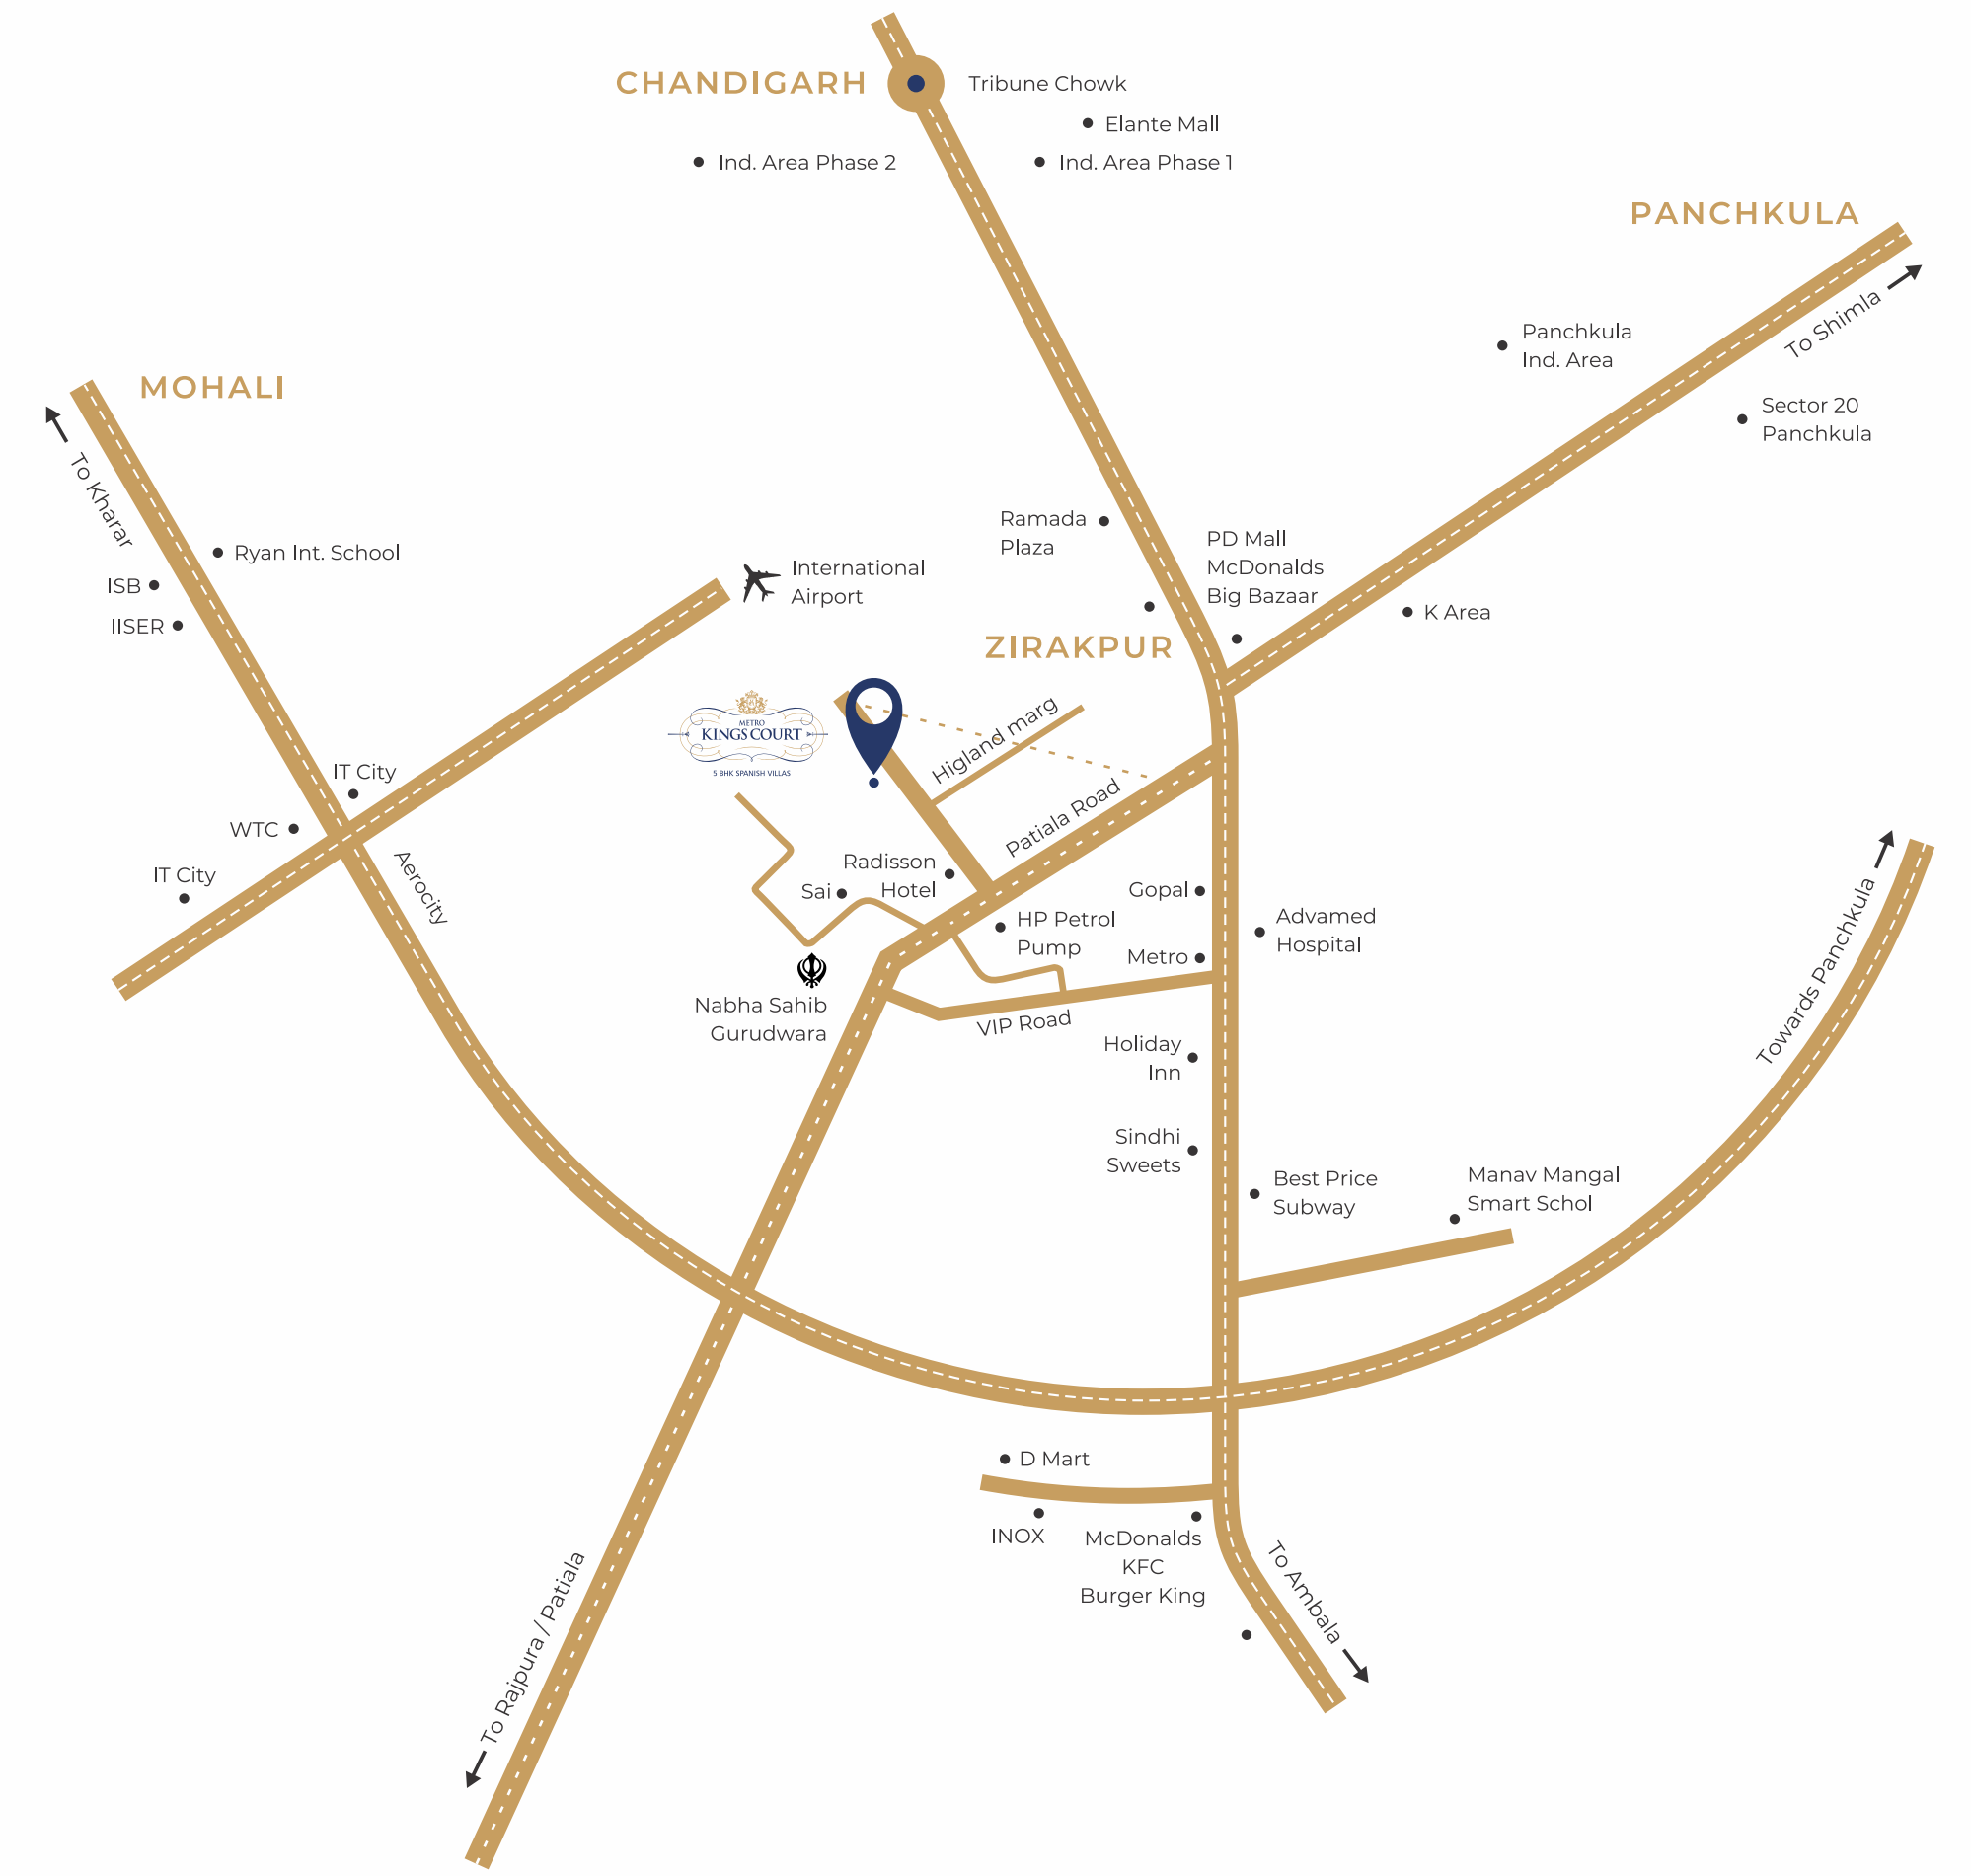 CHANDIGARH
Tribune Chowk
Elante Mall
Ind. Area Phase 2
Ind. Area Phase 1
PANCHKULA
To Shimla
Panchkula
Ind. Area
Sector 20
Panchkula
MOHALI
To Kharar
Ryan Int. School
ISB
IISER
International
Airport
Ramada
Plaza
PD Mall
McDonalds
Big Bazaar
K Area
ZIRAKPUR
METRO
KINGS COURT
5 BHK SPANISH VILLAS
Higland marg
Patiala Road
IT City
WTC
IT City
Aerocity
Radisson
Hotel
Sai
Gopal
HP Petrol
Pump
Advamed
Hospital
Metro
Nabha Sahib
Gurudwara
VIP Road
Holiday
Inn
Towards Panchkula
Sindhi
Sweets
Best Price
Subway
Manav Mangal
Smart Schol
D Mart
INOX
McDonalds
KFC
Burger King
To Ambala
To Rajpura / Patiala